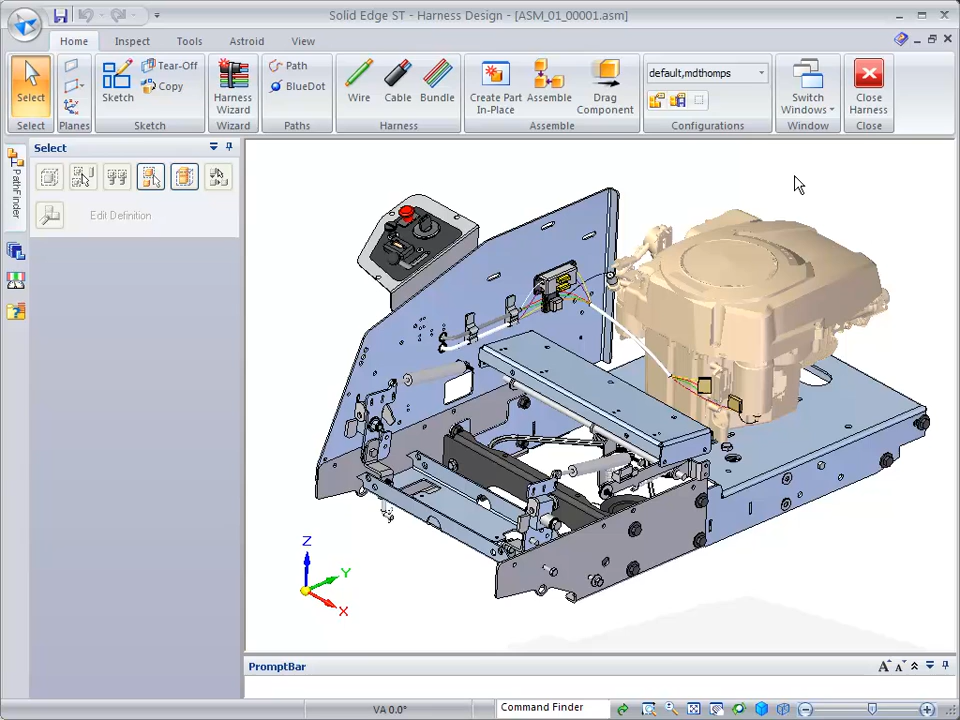 Solid Edge ST - Harness Design - [ASM_01_00001.asm]
Home Inspect Tools Astroid View
Tear-Off Path default,mdthomps
Copy BlueDot
Select Sketch Harness Wizard Wire Cable Bundle Create Part In-Place Assemble Drag Component Switch Windows Close Harness
Select Planes Sketch Wizard Paths Harness Assemble Configurations Window Close
Select
PathFinder
Edit Definition
Z
Y
X
PromptBar
VA 0.0° Command Finder